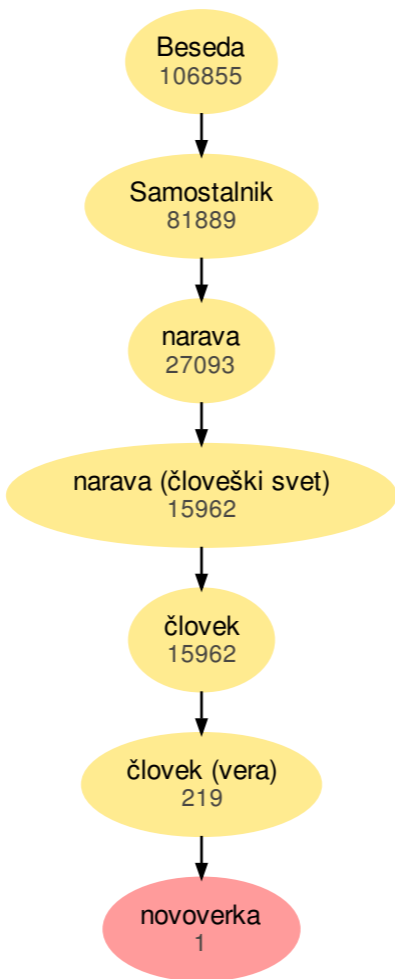 Beseda
106855
Samostalnik
81889
narava
27093
narava (človeški svet)
15962
človek
15962
človek (vera)
219
novoverka
1